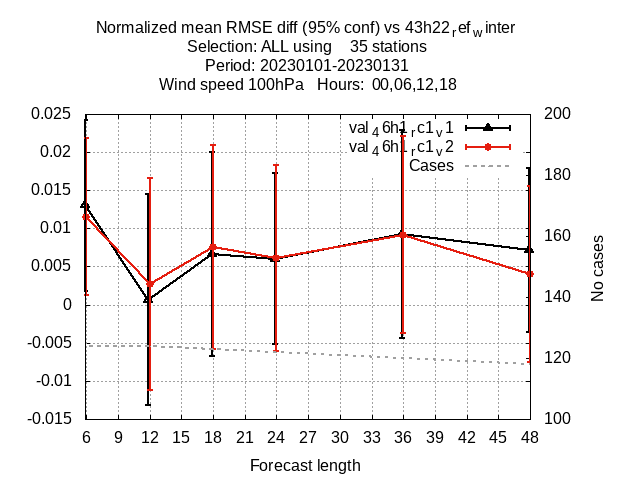 Normalized mean RMSE diff (95% conf) vs 43h22refwinter
Selection: ALL using 35 stations
Period: 20230101-20230131
Wind speed 100hPa Hours: 00,06,12,18
0.025
0.02
0.015
0.01
0.005
0
-0.005
-0.01
-0.015
200
180
160
140
120
100
val46h1rc1v1
val46h1rc1v2
Cases
No cases
6 9 12 15 18 21 24 27 30 33 36 39 42 45 48
Forecast length